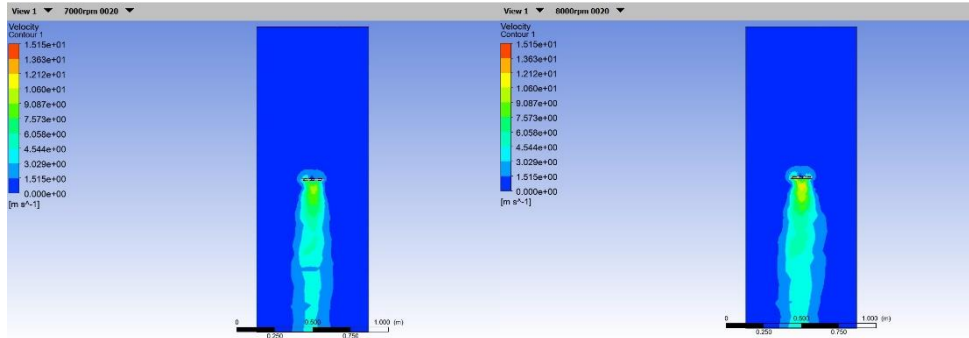 View 1 7000rpm 0020
Velocity
Contour 1
1.515e+01
1.363e+01
1.212e+01
1.060e+01
9.087e+00
7.573e+00
6.058e+00
4.544e+00
3.029e+00
1.515e+00
0.000e+00
[m s^-1]
0 0.500 1.000 (m)
0.250 0.750
View 1 8000rpm 0020
Velocity
Contour 1
1.515e+01
1.363e+01
1.212e+01
1.060e+01
9.087e+00
7.573e+00
6.058e+00
4.544e+00
3.029e+00
1.515e+00
0.000e+00
[m s^-1]
0 0.500 1.000 (m)
0.250 0.750